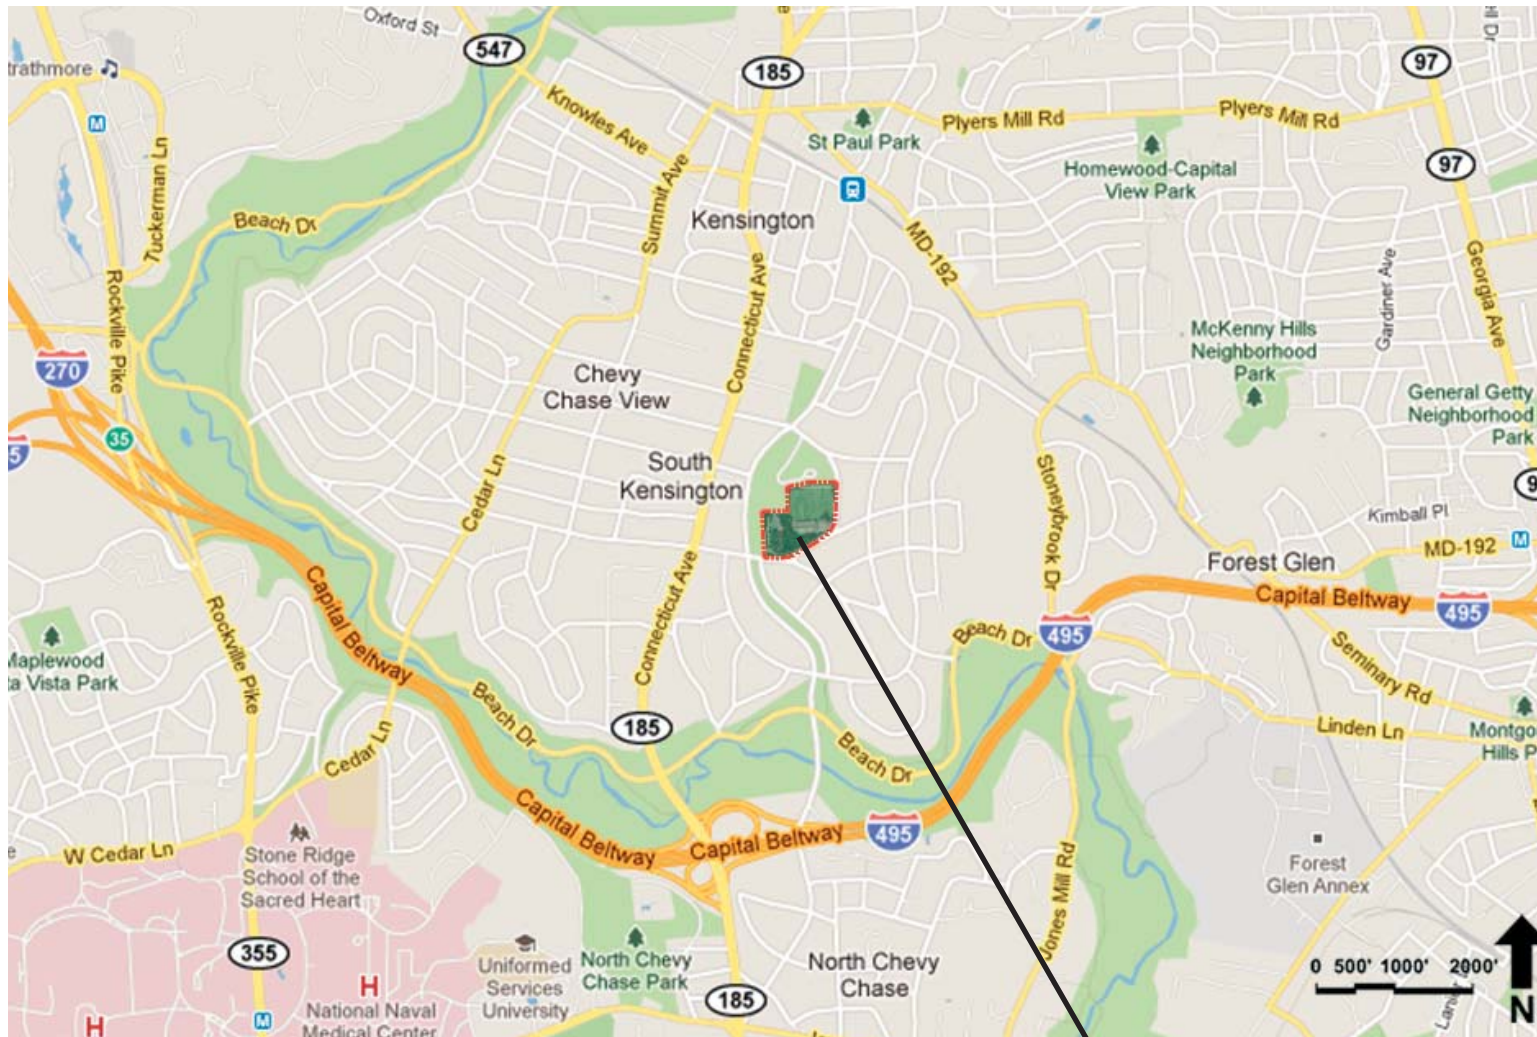 Oxford St
547
185
97
trathmore
Knowles Ave
Plyers Mill Rd
Plyers Mill Rd
St Paul Park
M
Tuckerman Ln
Summit Ave
Homewood-Capital
View Park
97
Beach Dr
Kensington
MD-192
Rockville Pike
Connecticut Ave
Gardiner Ave
Georgia Ave
McKenny Hills
Neighborhood
Park
270
Chevy
Chase View
General Getty
Neighborhood
Park
35
5
South
Kensington
Cedar Ln
Stoneybrook Dr
9
Kimball Pl
M
MD-192
Forest Glen
Capital Beltway
495
Capital Beltway
Rockville Pike
Connecticut Ave
Beach Dr
495
Maplewood
ta Vista Park
Seminary Rd
Beach Dr
185
Linden Ln
Montgo
Hills P
Cedar Ln
Beach Dr
Capital Beltway
Capital Beltway
495
W Cedar Ln
Stone Ridge
School of the
Sacred Heart
Forest
Glen Annex
Jones Mill Rd
355
Uniformed
Services
University
North Chevy
Chase Park
North Chevy
Chase
0 500' 1000' 2000'
H
National Naval
Medical Center
185
M
H
N